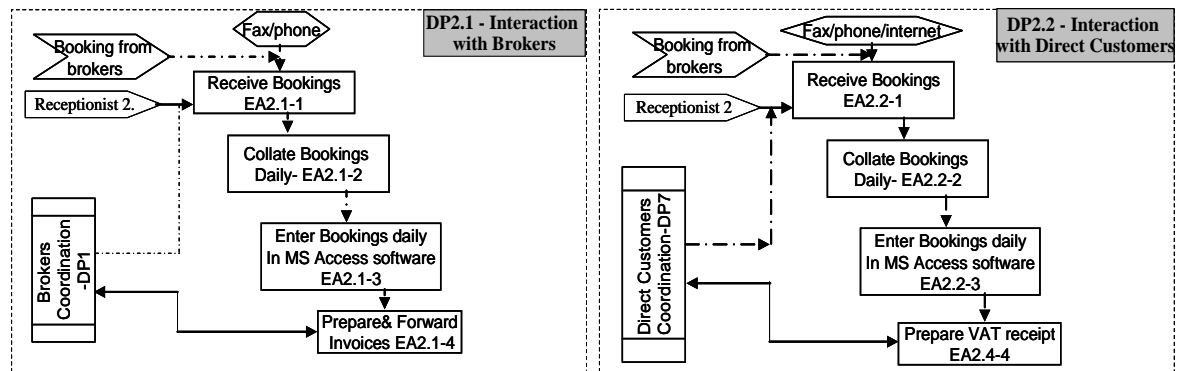 DP2.1 - Interaction
with Brokers
Fax/phone
Booking from
brokers
Receive Bookings
EA2.1-1
Receptionist 2.
Collate Bookings
Daily- EA2.1-2
Brokers
Coordination
-DP1
Enter Bookings daily
In MS Access software
EA2.1-3
Prepare& Forward
Invoices EA2.1-4
DP2.2 - Interaction
with Direct Customers
Fax/phone/internet
Booking from
brokers
Receive Bookings
EA2.2-1
Receptionist 2
Collate Bookings
Daily- EA2.2-2
Direct Customers
Coordination-DP7
Enter Bookings daily
In MS Access software
EA2.2-3
Prepare VAT receipt
EA2.4-4